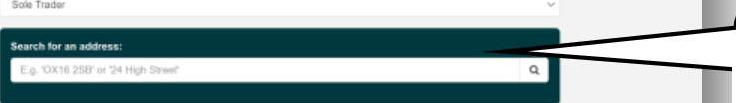 Sole Trader
Search for an address:
E.g. 'OX16 2SB' or '24 High Street'